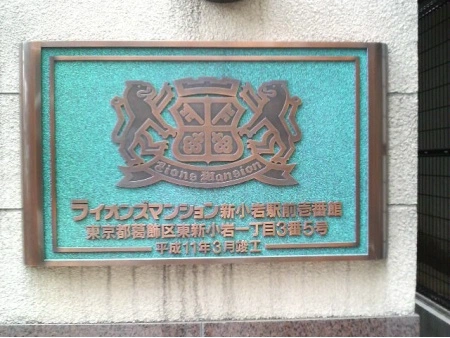 Lions Mansion
ライオンズマンション新小岩駅前壱番館
東京都葛飾区東新小岩一丁目3番5号
平成11年3月竣工